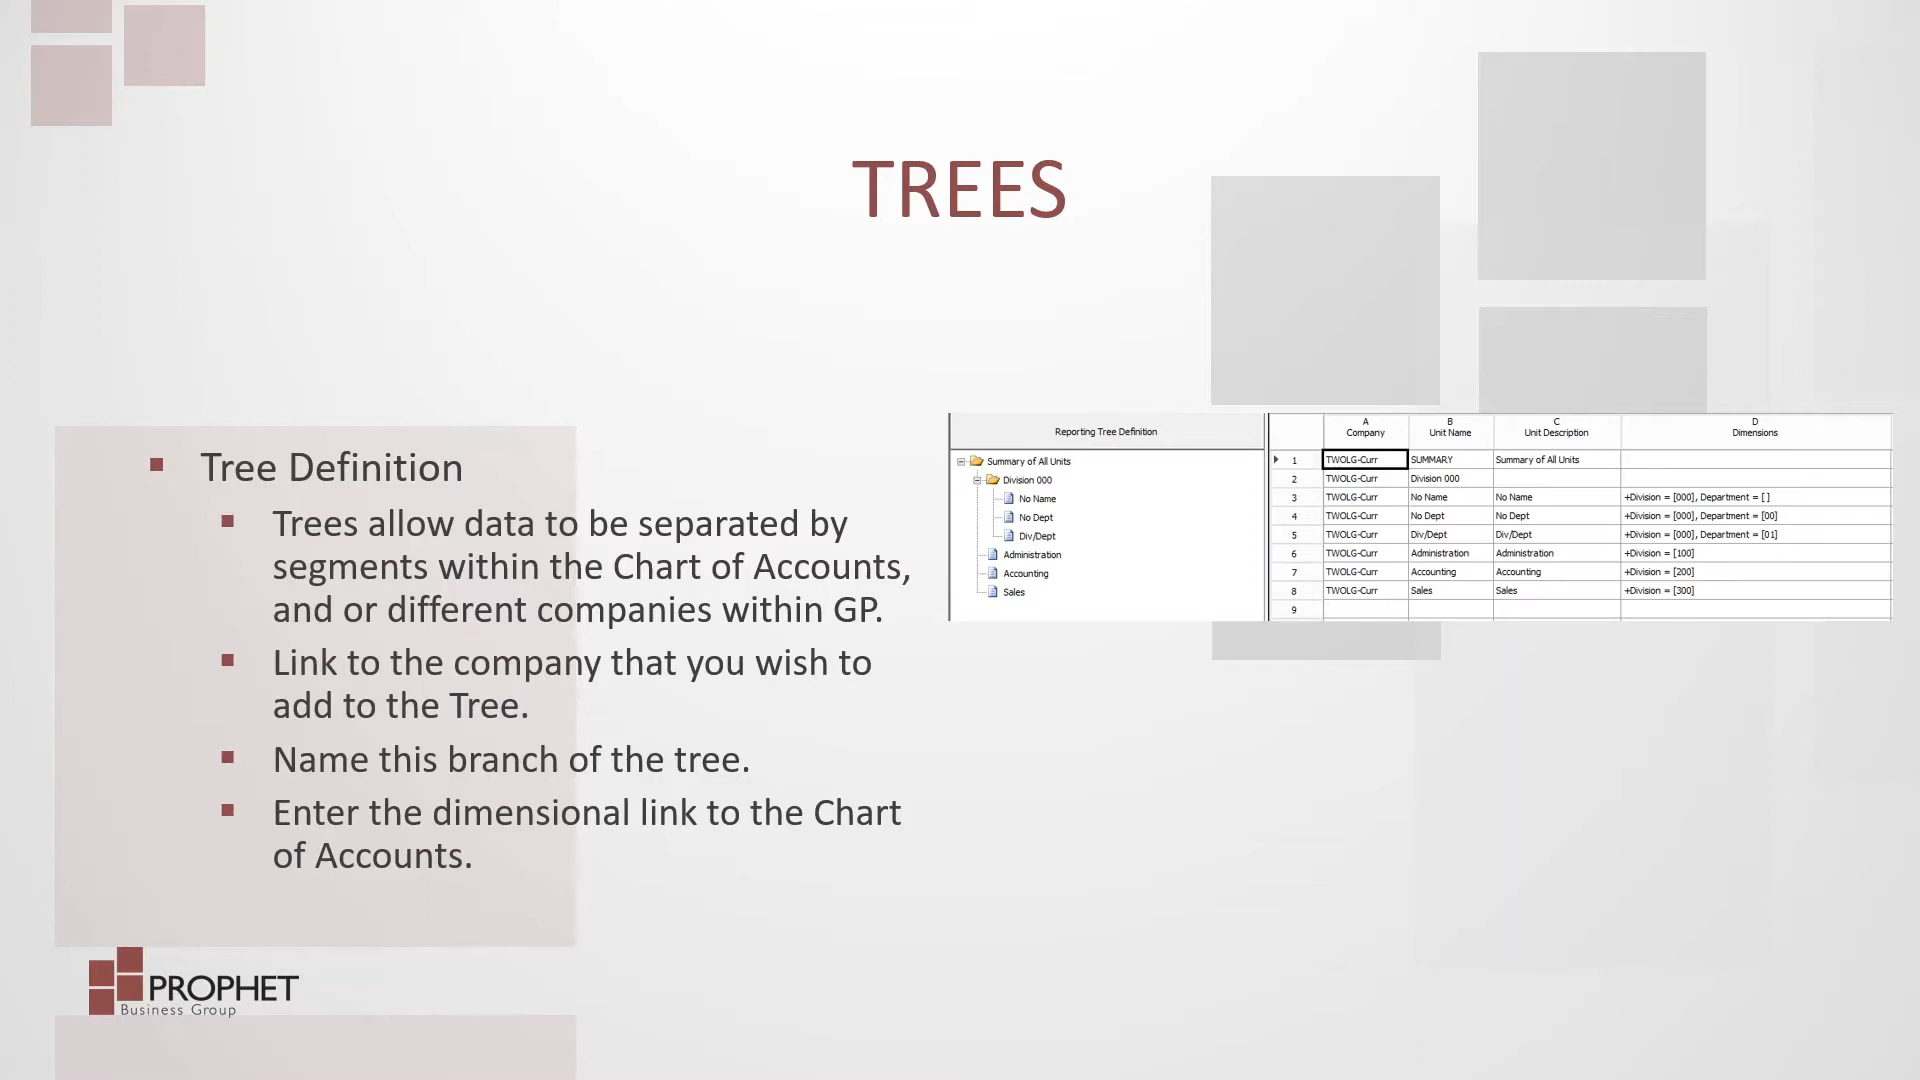 TREES
Tree Definition
Trees allow data to be separated by
segments within the Chart of Accounts,
and or different companies within GP.
Link to the company that you wish to
add to the Tree.
Name this branch of the tree.
Enter the dimensional link to the Chart
of Accounts.
Reporting Tree Definition
Summary of All Units
Division 000
No Name
No Dept
Div/Dept
Administration
Accounting
Sales
A B C D
Company Unit Name Unit Description Dimensions
1 TWOLG-Curr SUMMARY Summary of All Units
2 TWOLG-Curr Division 000
3 TWOLG-Curr No Name No Name +Division = [000], Department = [ ]
4 TWOLG-Curr No Dept No Dept +Division = [000], Department = [00]
5 TWOLG-Curr Div/Dept Div/Dept +Division = [000], Department = [01]
6 TWOLG-Curr Administration Administration +Division = [100]
7 TWOLG-Curr Accounting Accounting +Division = [200]
8 TWOLG-Curr Sales Sales +Division = [300]
9
PROPHET
Business Group